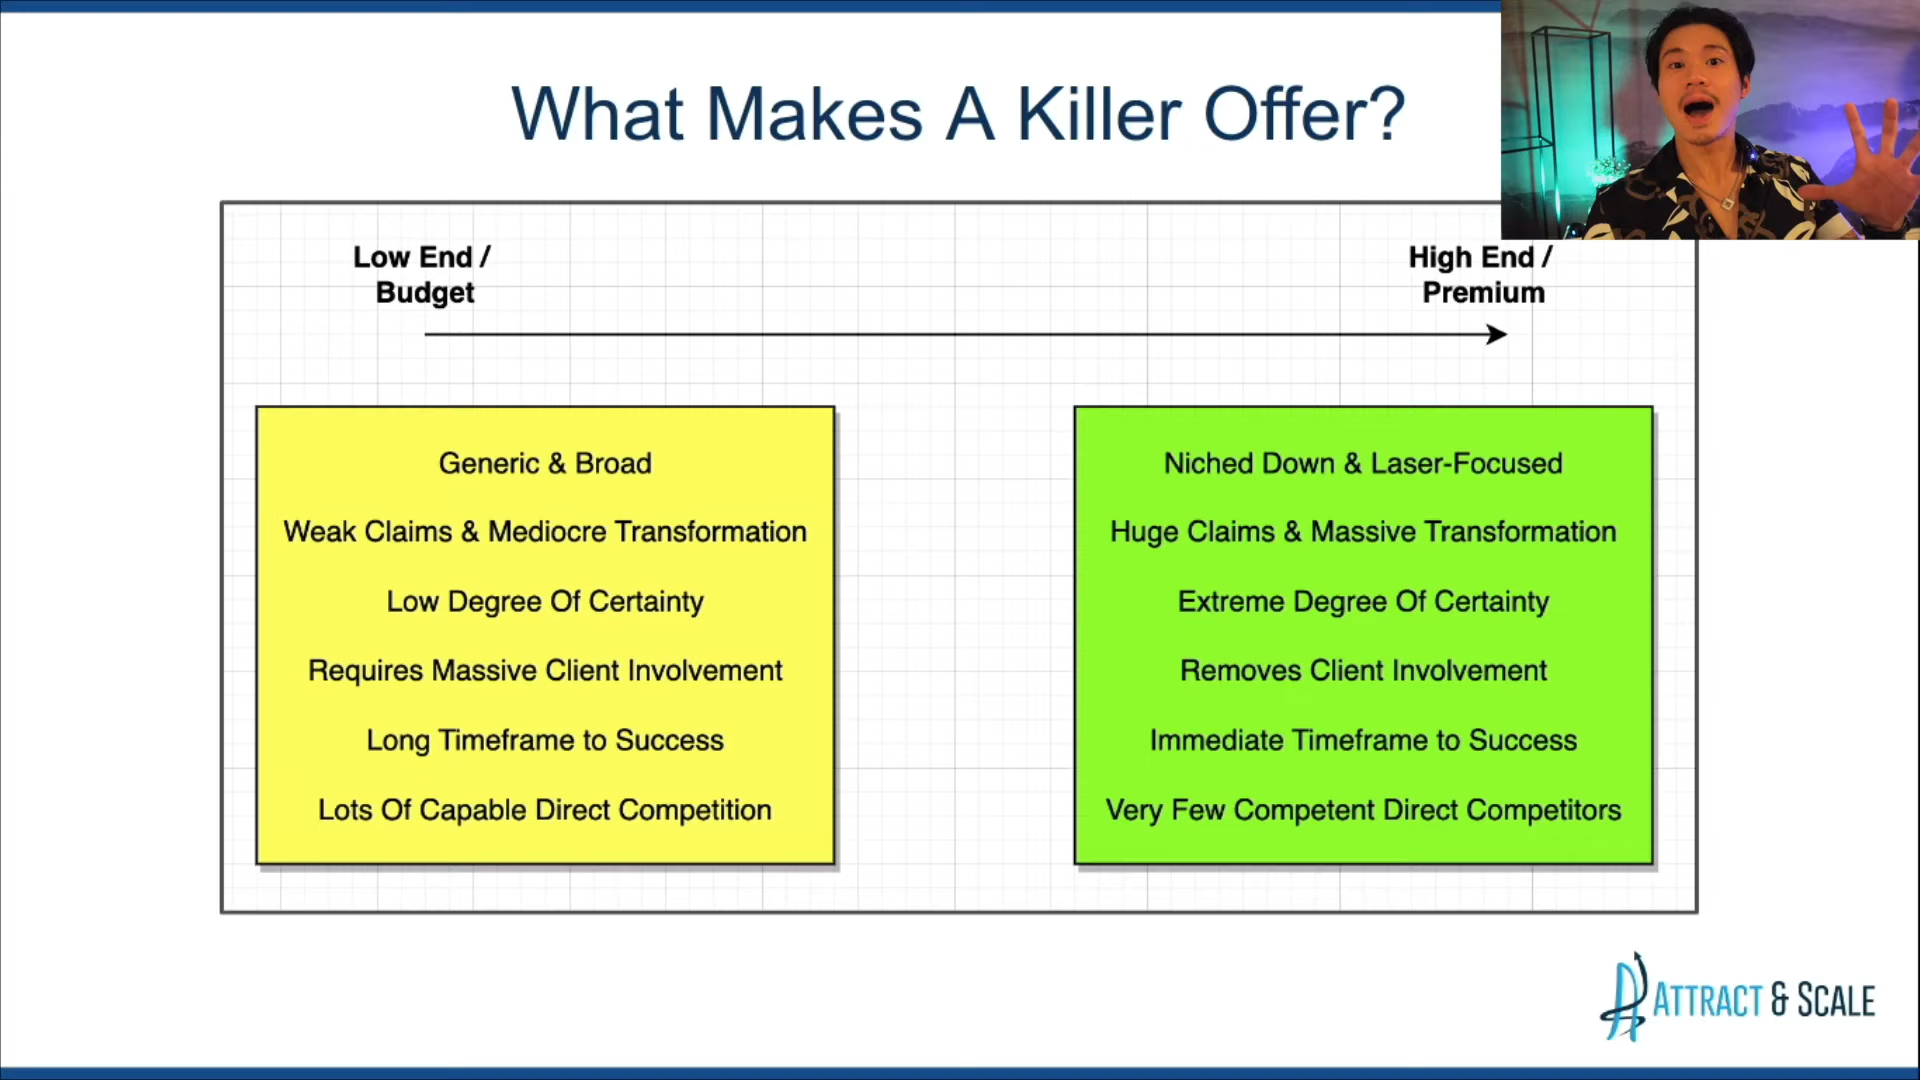 What Makes A Killer Offer?
Low End /
Budget
High End /
Premium
Generic & Broad
Weak Claims & Mediocre Transformation
Low Degree Of Certainty
Requires Massive Client Involvement
Long Timeframe to Success
Lots Of Capable Direct Competition
Niched Down & Laser-Focused
Huge Claims & Massive Transformation
Extreme Degree Of Certainty
Removes Client Involvement
Immediate Timeframe to Success
Very Few Competent Direct Competitors
ATTRACT & SCALE